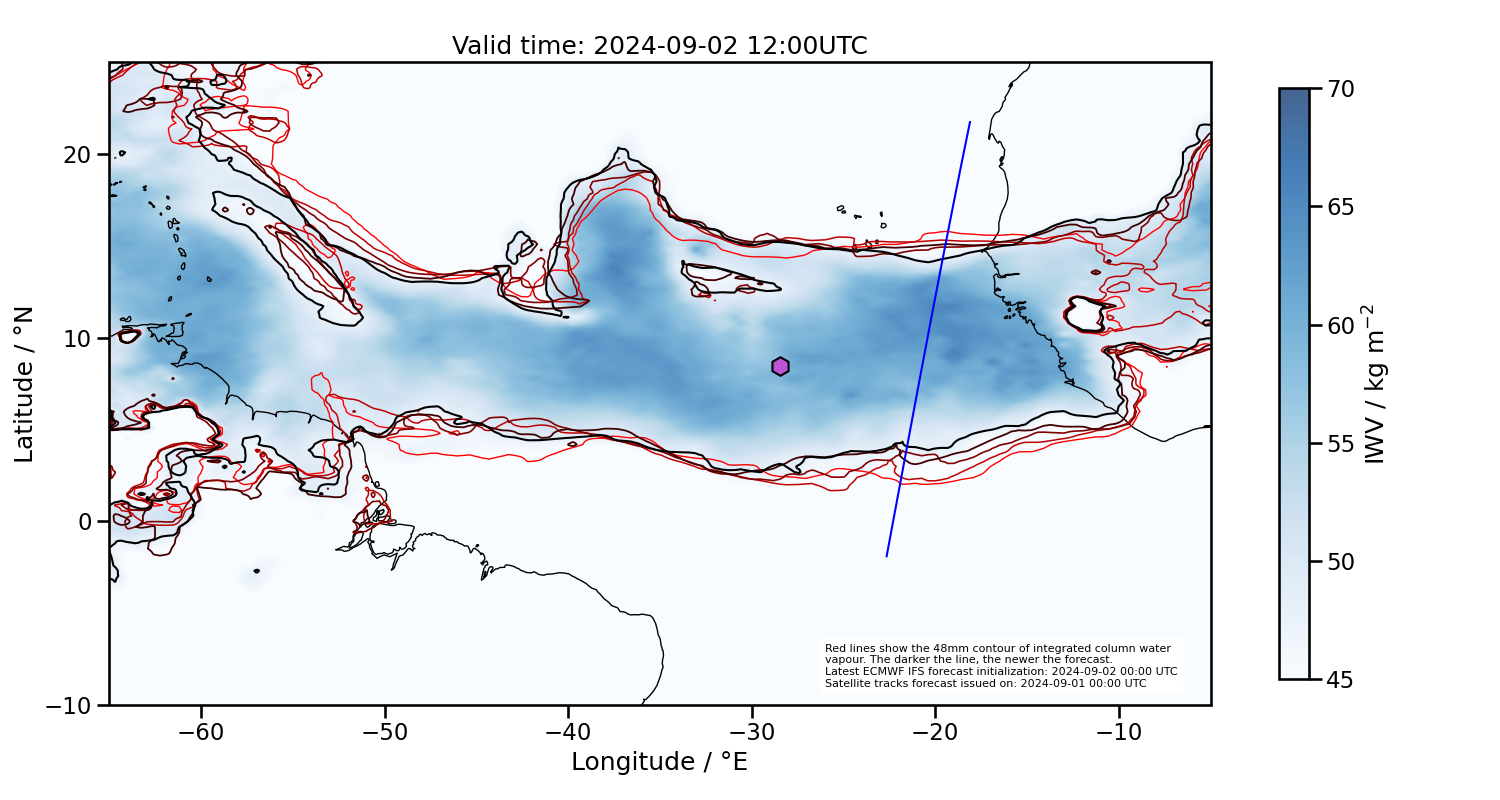 Valid time: 2024-09-02 12:00UTC
70
65
60
55
50
45
IWV / kg m⁻²
20
10
0
−10
Latitude / °N
−60
−50
−40
−30
−20
−10
Longitude / °E
Red lines show the 48mm contour of integrated column water
vapour. The darker the line, the newer the forecast.
Latest ECMWF IFS forecast initialization: 2024-09-02 00:00 UTC
Satellite tracks forecast issued on: 2024-09-01 00:00 UTC